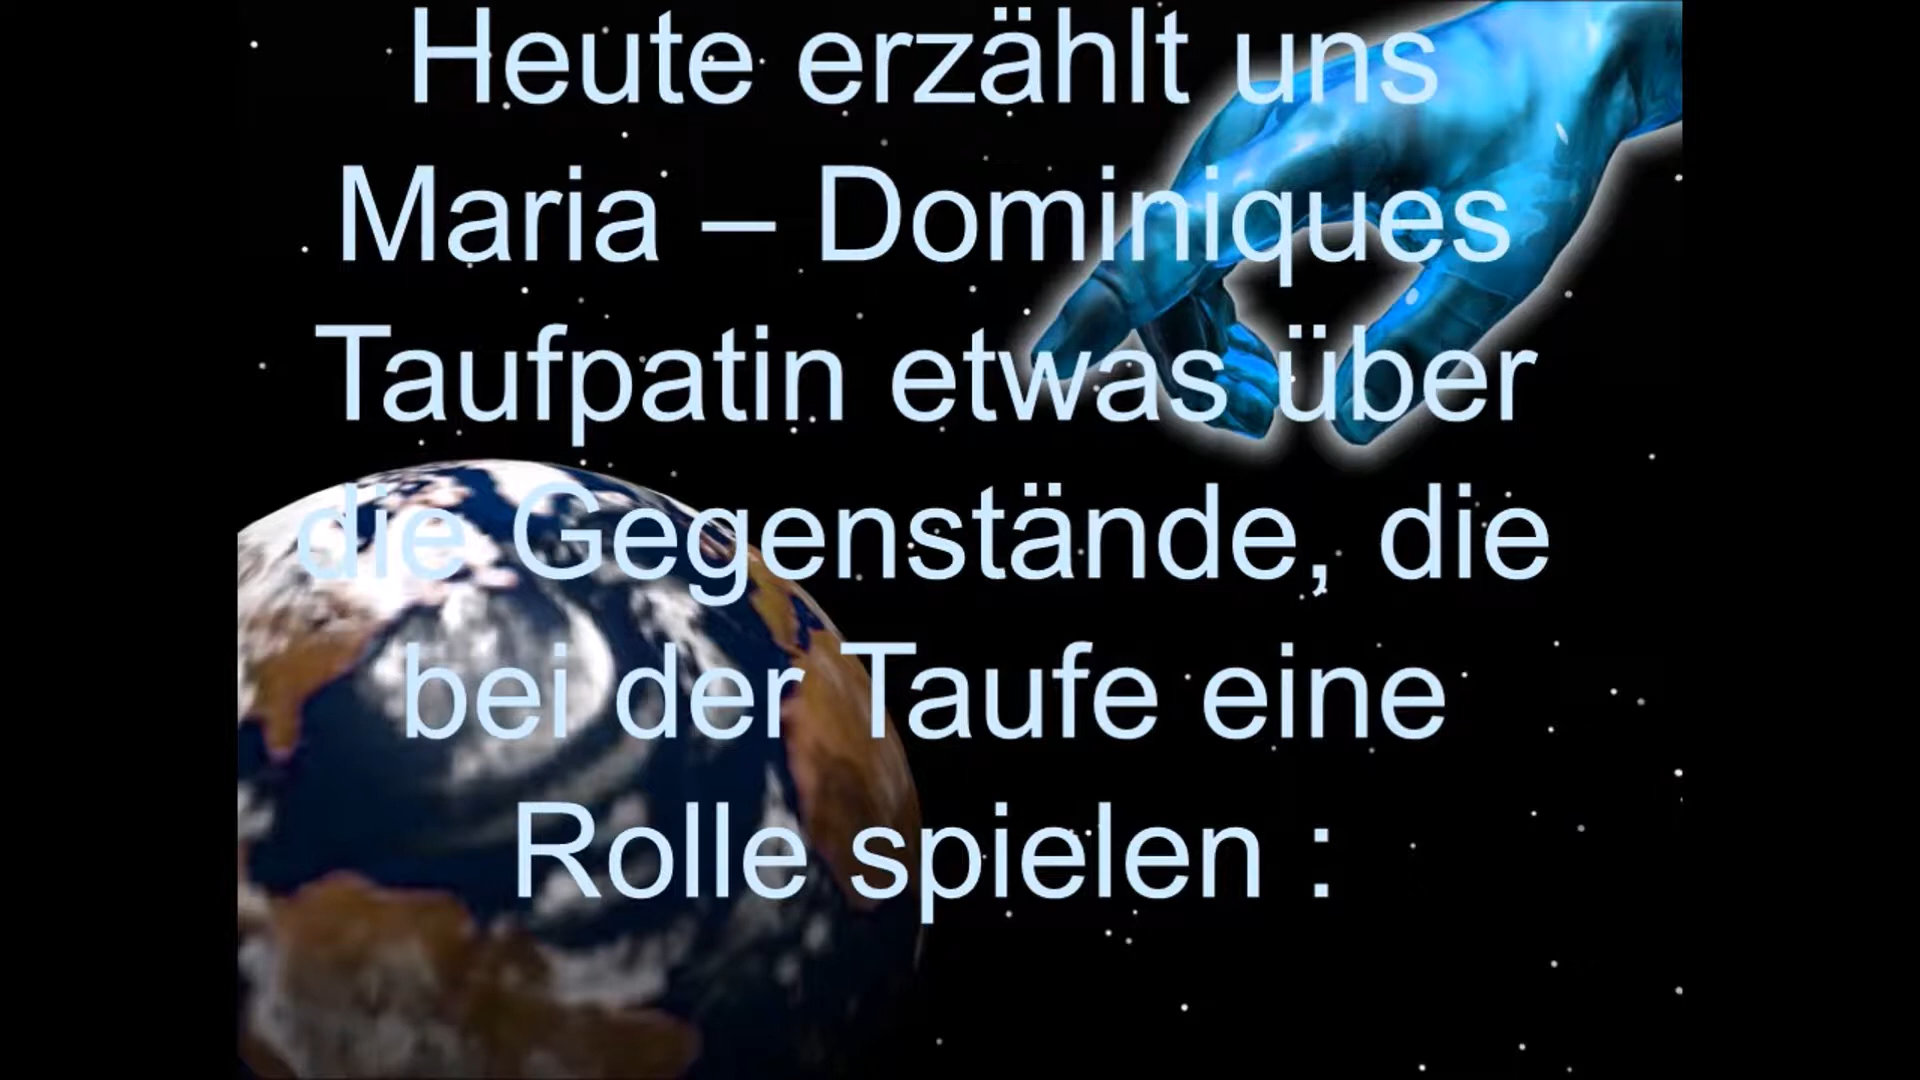 Heute erzählt uns
Maria – Dominiques
Taufpatin etwas über
die Gegenstände, die
bei der Taufe eine
Rolle spielen :